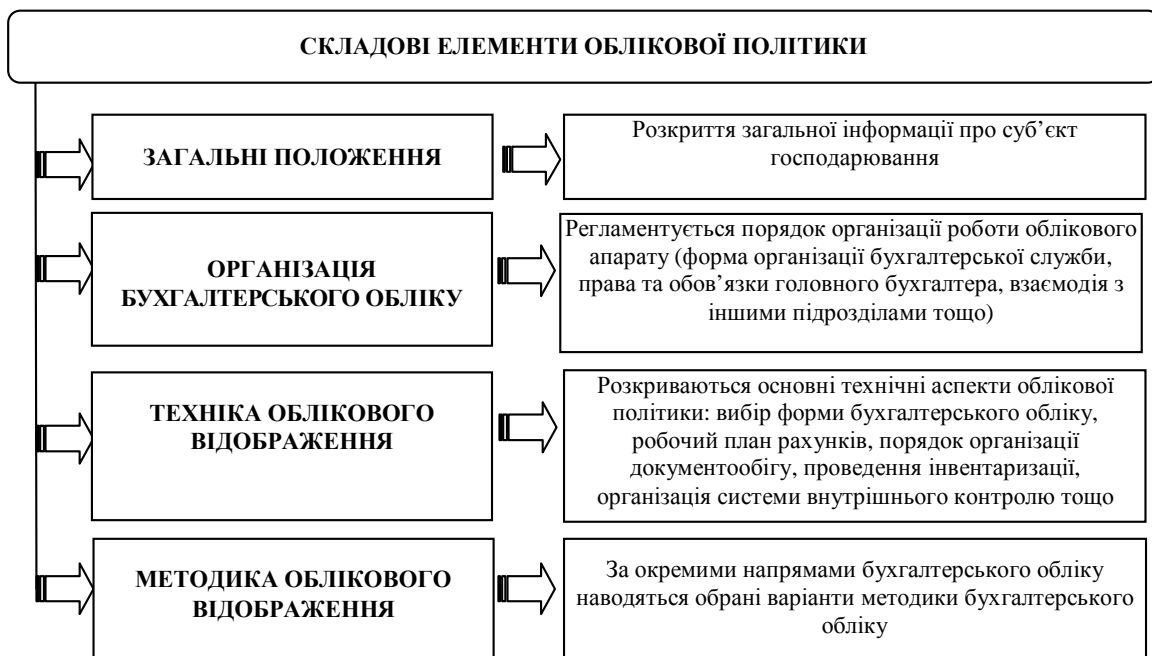 СКЛАДОВІ ЕЛЕМЕНТИ ОБЛІКОВОЇ ПОЛІТИКИ
ЗАГАЛЬНІ ПОЛОЖЕННЯ
Розкриття загальної інформації про суб’єкт
господарювання
ОРГАНІЗАЦІЯ
БУХГАЛТЕРСЬКОГО ОБЛІКУ
Регламентується порядок організації роботи облікового
апарату (форма організації бухгалтерської служби,
права та обов’язки головного бухгалтера, взаємодія з
іншими підрозділами тощо)
ТЕХНІКА ОБЛІКОВОГО
ВІДОБРАЖЕННЯ
Розкриваються основні технічні аспекти облікової
політики: вибір форми бухгалтерського обліку,
робочий план рахунків, порядок організації
документообігу, проведення інвентаризації,
організація системи внутрішнього контролю тощо
МЕТОДИКА ОБЛІКОВОГО
ВІДОБРАЖЕННЯ
За окремими напрямами бухгалтерського обліку
наводяться обрані варіанти методики бухгалтерського
обліку